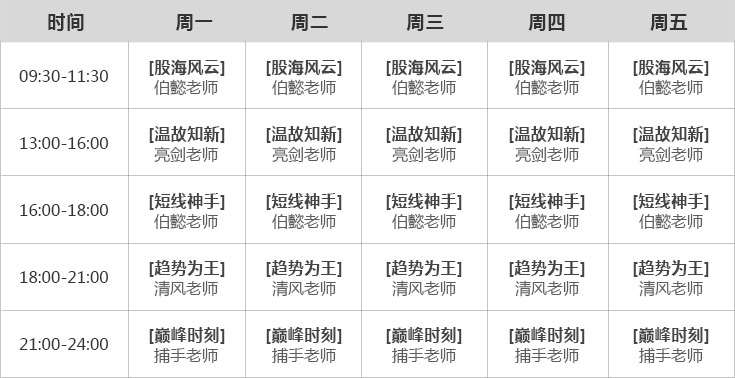 时间 周一 周二 周三 周四 周五
09:30-11:30 [股海风云] [股海风云] [股海风云] [股海风云] [股海风云]
伯懿老师 伯懿老师 伯懿老师 伯懿老师 伯懿老师
13:00-16:00 [温故知新] [温故知新] [温故知新] [温故知新] [温故知新]
亮剑老师 亮剑老师 亮剑老师 亮剑老师 亮剑老师
16:00-18:00 [短线神手] [短线神手] [短线神手] [短线神手] [短线神手]
伯懿老师 伯懿老师 伯懿老师 伯懿老师 伯懿老师
18:00-21:00 [趋势为王] [趋势为王] [趋势为王] [趋势为王] [趋势为王]
清风老师 清风老师 清风老师 清风老师 清风老师
21:00-24:00 [巅峰时刻] [巅峰时刻] [巅峰时刻] [巅峰时刻] [巅峰时刻]
捕手老师 捕手老师 捕手老师 捕手老师 捕手老师